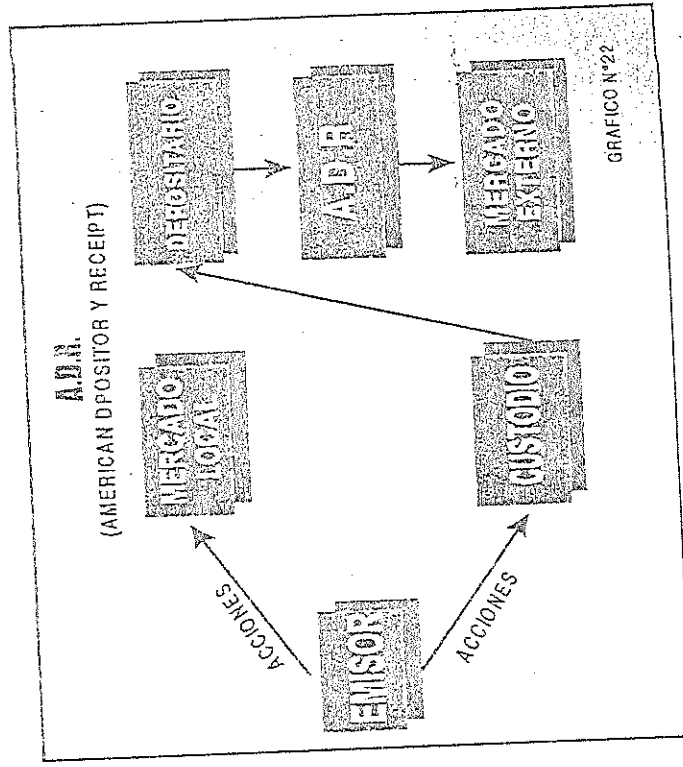 A.D.R.
(AMERICAN DPOSITOR Y RECEIPT)
EMISOR
ACCIONES
ACCIONES
MERCADO
LOCAL
CUSTODIO
DEPOSITARIO
A.D.R.
MERCADO
EXTERNO
GRAFICO N°22